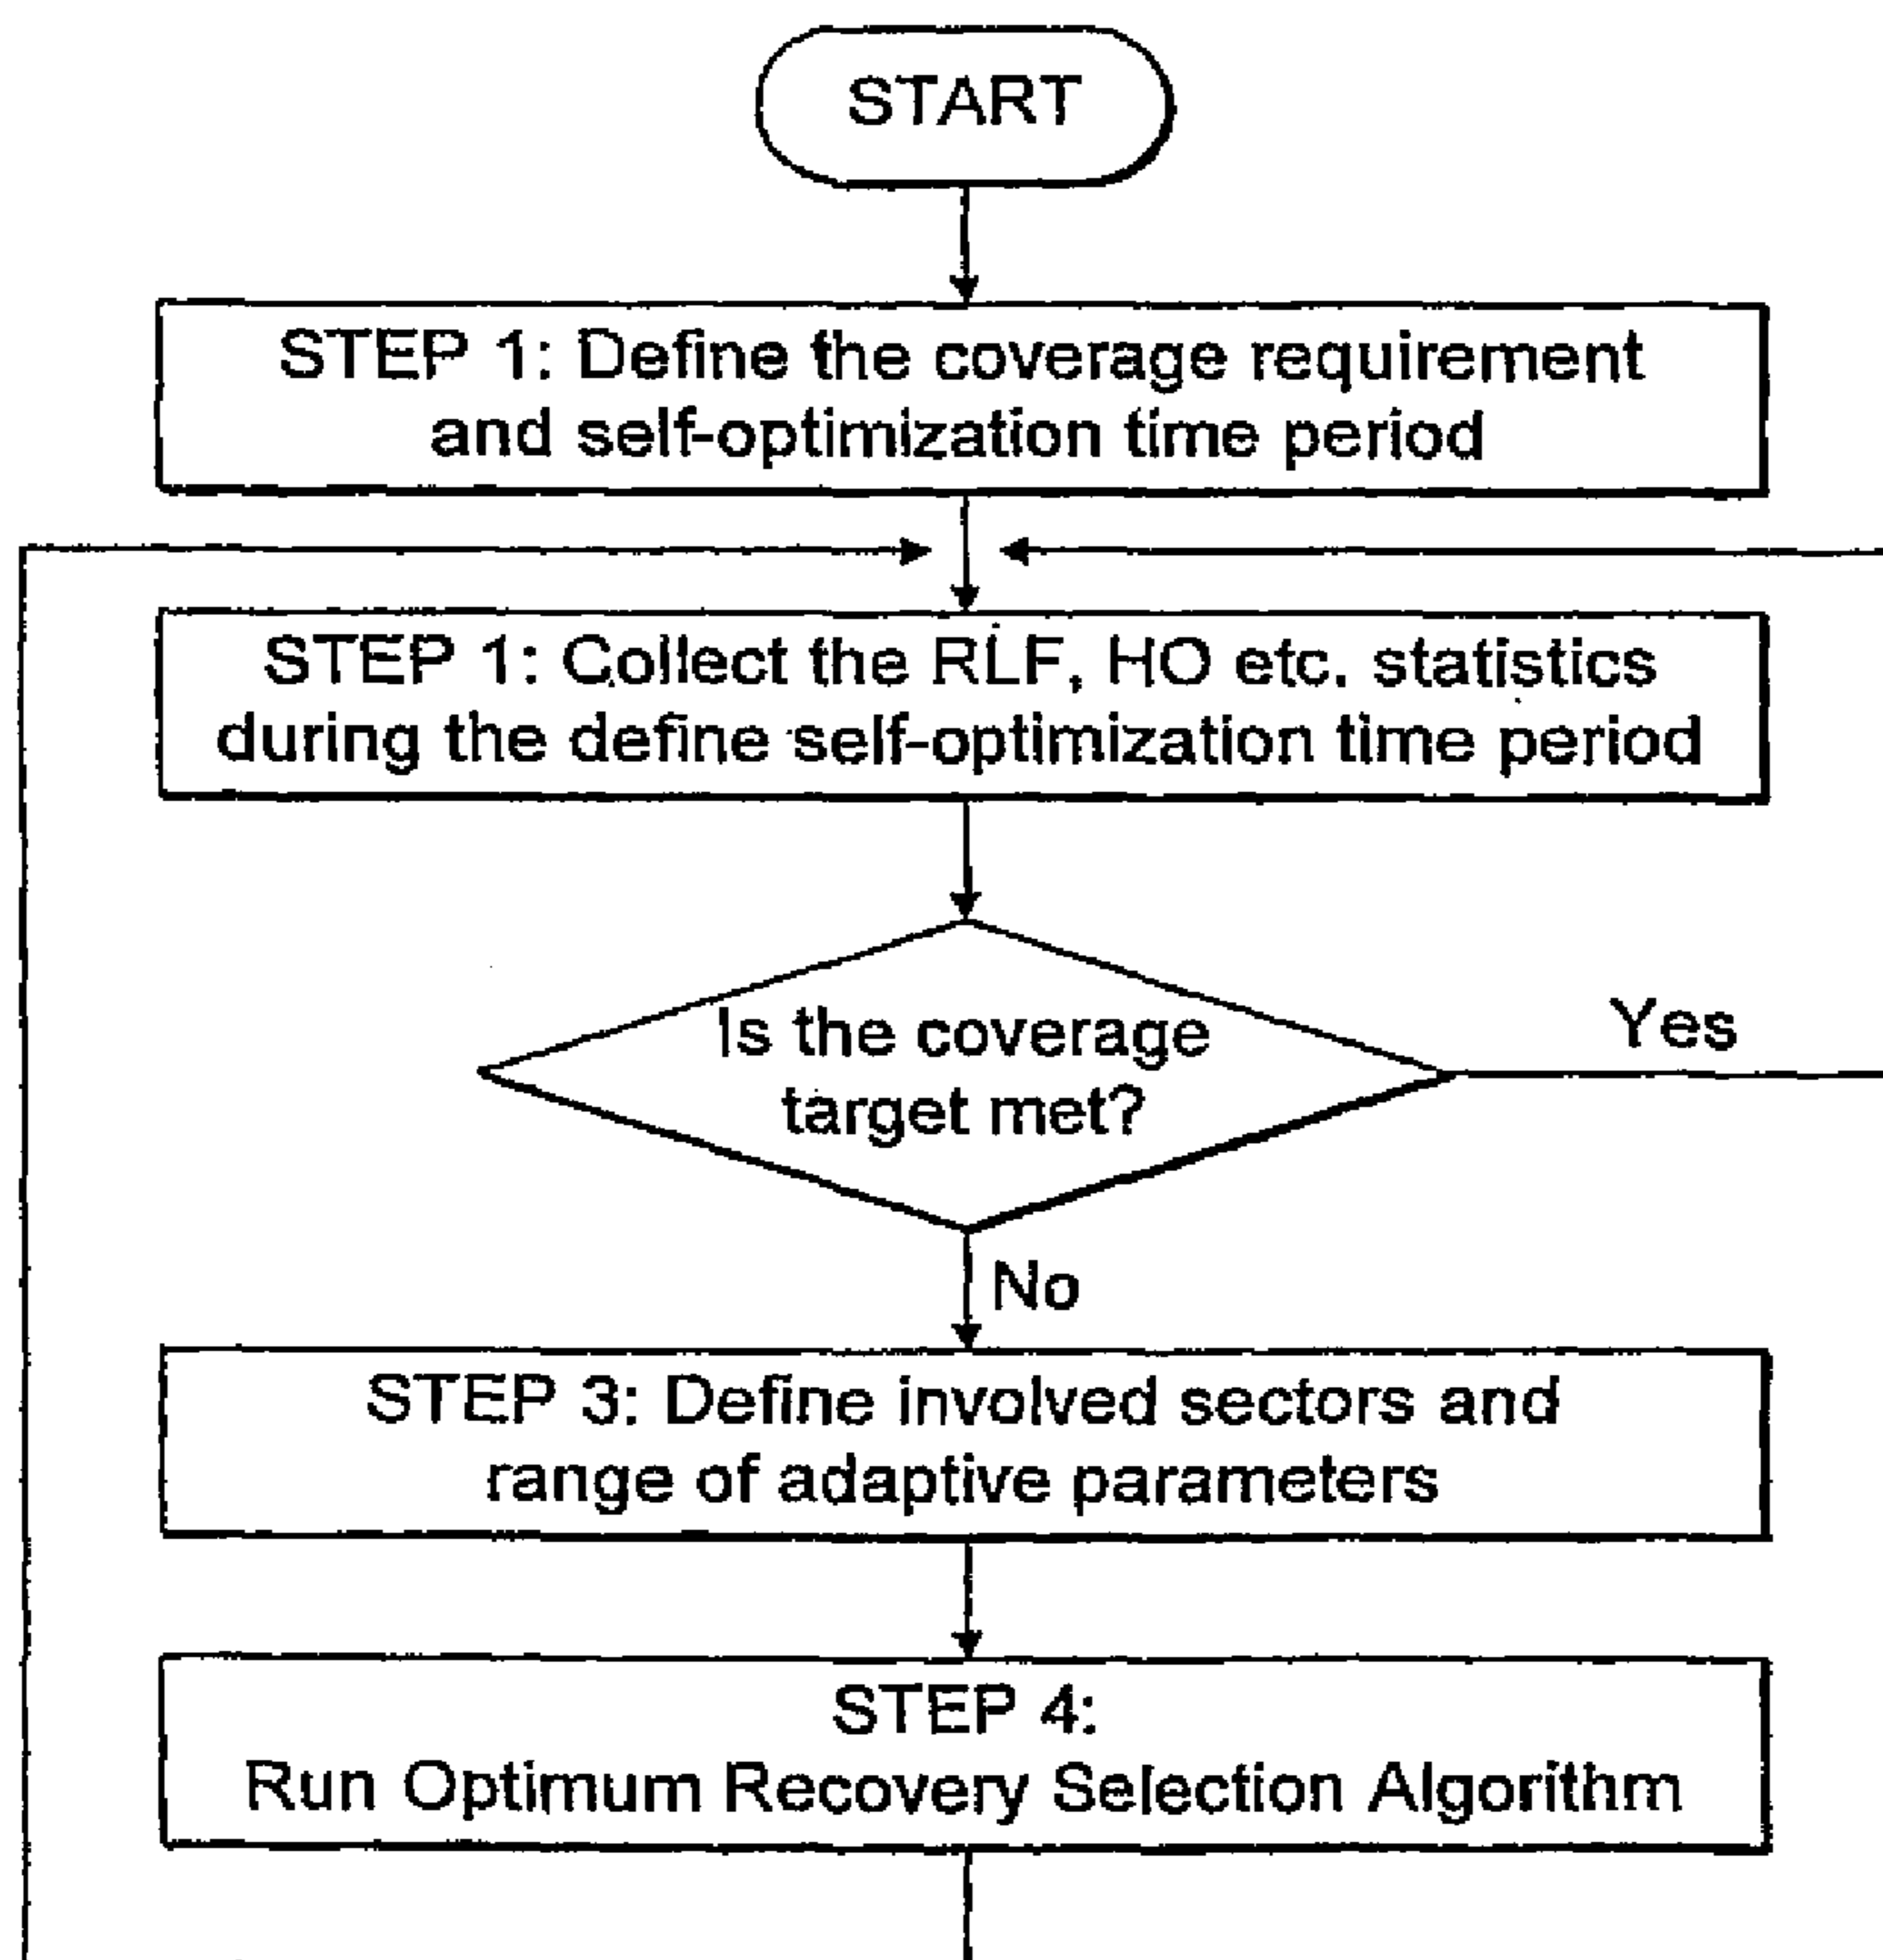 START
STEP 1: Define the coverage requirement
and self-optimization time period
STEP 1: Collect the RLF, HO etc. statistics
during the define self-optimization time period
Is the coverage
target met?
Yes
No
STEP 3: Define involved sectors and
range of adaptive parameters
STEP 4:
Run Optimum Recovery Selection Algorithm